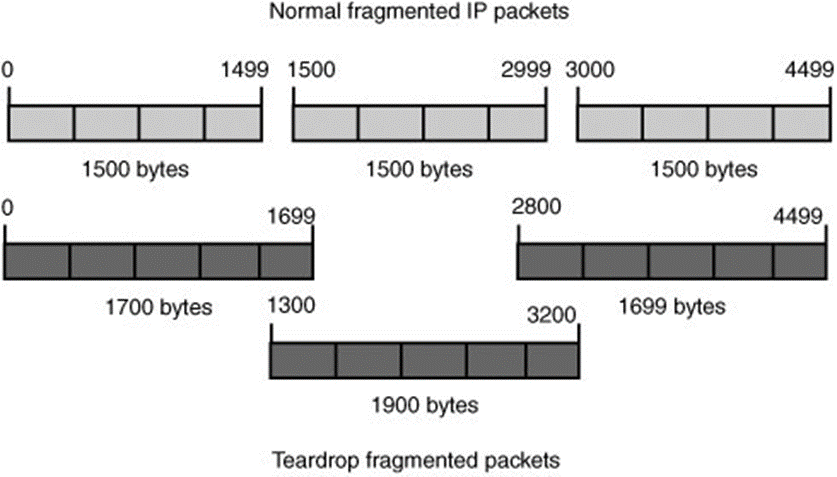 Normal fragmented IP packets
0 1499 1500 2999 3000 4499
1500 bytes 1500 bytes 1500 bytes
0 1699 2800 4499
1700 bytes 1300 3200 1699 bytes
1900 bytes
Teardrop fragmented packets